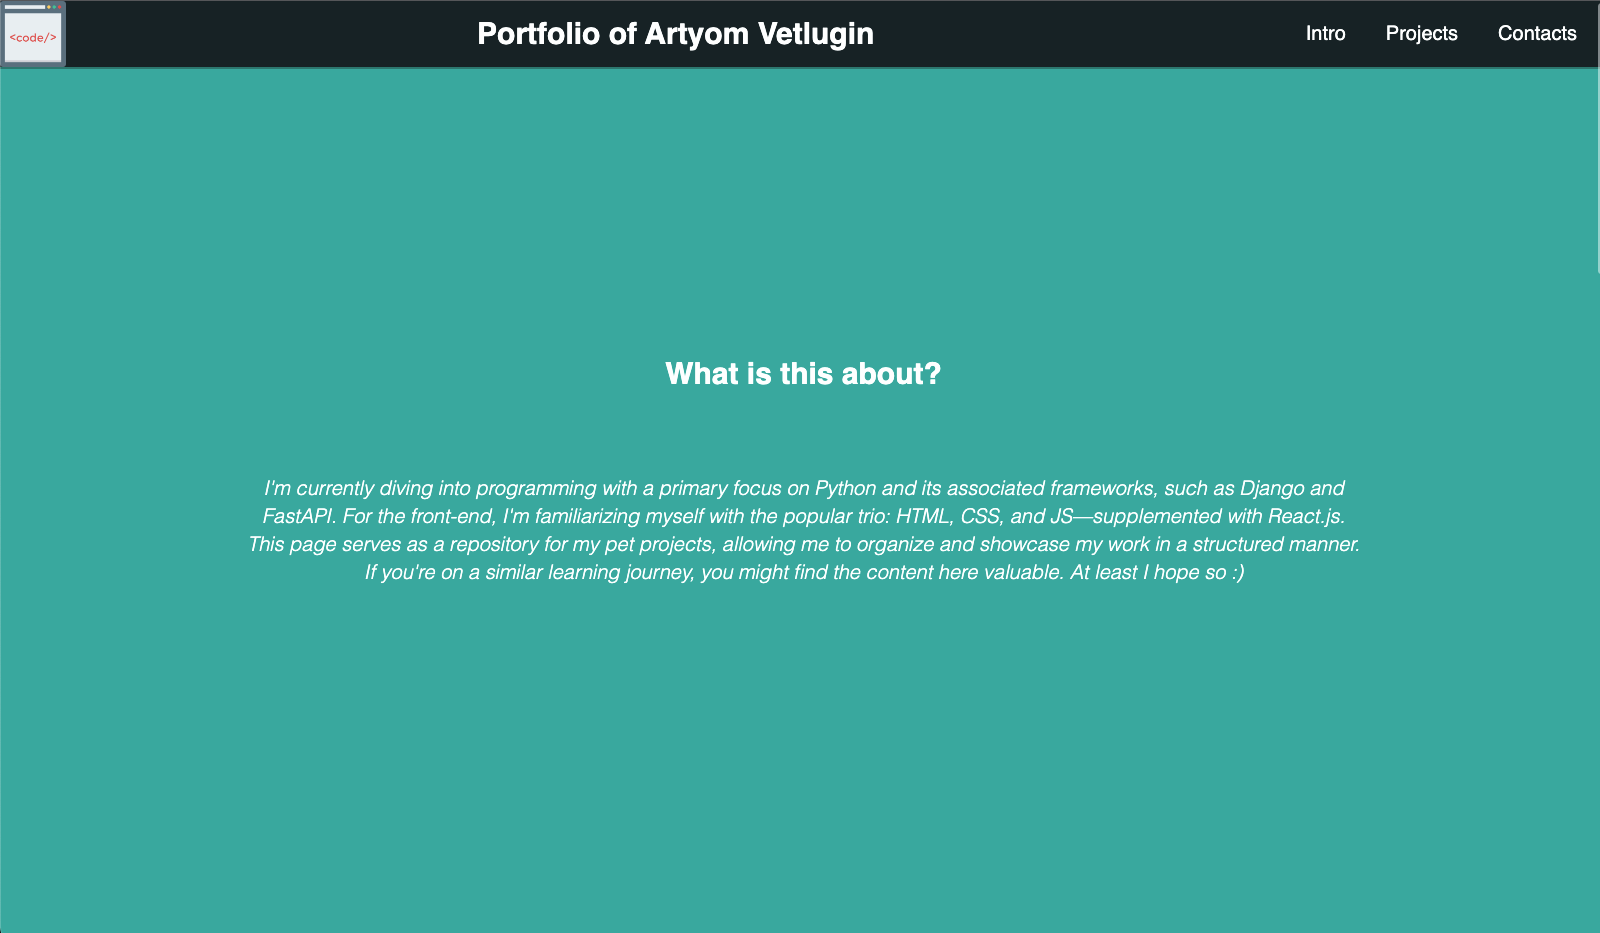 <code/>
Portfolio of Artyom Vetlugin
Intro
Projects
Contacts
What is this about?
I'm currently diving into programming with a primary focus on Python and its associated frameworks, such as Django and
FastAPI. For the front-end, I'm familiarizing myself with the popular trio: HTML, CSS, and JS—supplemented with React.js.
This page serves as a repository for my pet projects, allowing me to organize and showcase my work in a structured manner.
If you're on a similar learning journey, you might find the content here valuable. At least I hope so :)